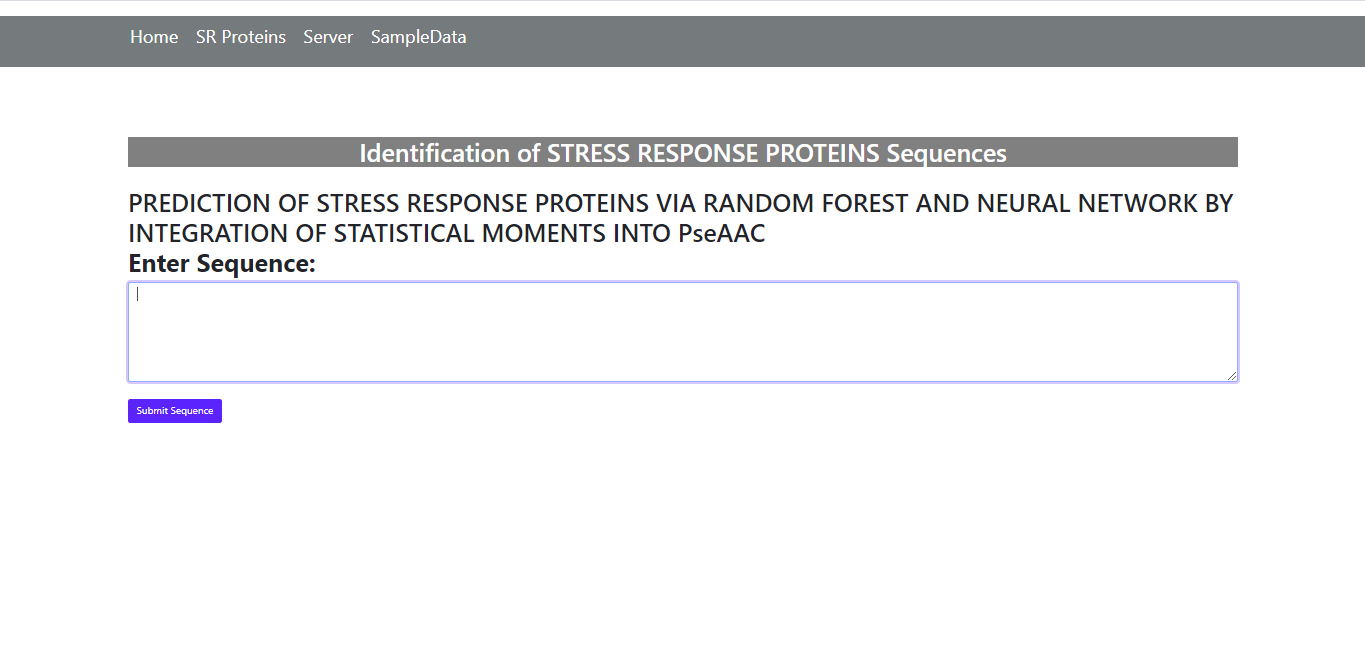 Home SR Proteins Server SampleData
Identification of STRESS RESPONSE PROTEINS Sequences
PREDICTION OF STRESS RESPONSE PROTEINS VIA RANDOM FOREST AND NEURAL NETWORK BY
INTEGRATION OF STATISTICAL MOMENTS INTO PseAAC
Enter Sequence:
Submit Sequence